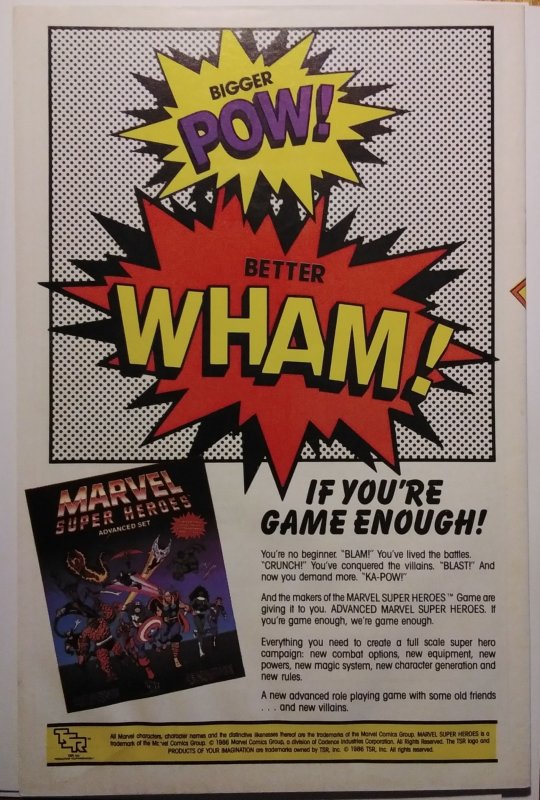 BIGGER
POW!
BETTER
WHAM!
MARVEL
SUPER HEROES
ADVANCED SET
IF YOU'RE
GAME ENOUGH!
You're no beginner. "BLAM!" You've lived the battles.
"CRUNCH!" You've conquered the villains. "BLAST!" And
now you demand more. "KA-POW!"
And the makers of the MARVEL SUPER HEROES™ Game are
giving it to you. ADVANCED MARVEL SUPER HEROES. If
you're game enough, we're game enough.
Everything you need to create a full scale super hero
campaign: new combat options, new equipment, new
powers, new magic system, new character generation and
new rules.
A new advanced role playing game with some old friends
. . . and new villains.
TSR
All Marvel characters, character names and the distinctive likenesses thereof are the trademarks of the Marvel Comics Group. MARVEL SUPER HEROES is a
trademark of the Marvel Comics Group. © 1986 Marvel Comics Group, a division of Cadence Industries Corporation. All Rights Reserved. The TSR logo and
PRODUCTS OF YOUR IMAGINATION are trademarks owned by TSR, Inc. © 1986 TSR, Inc. All rights reserved.